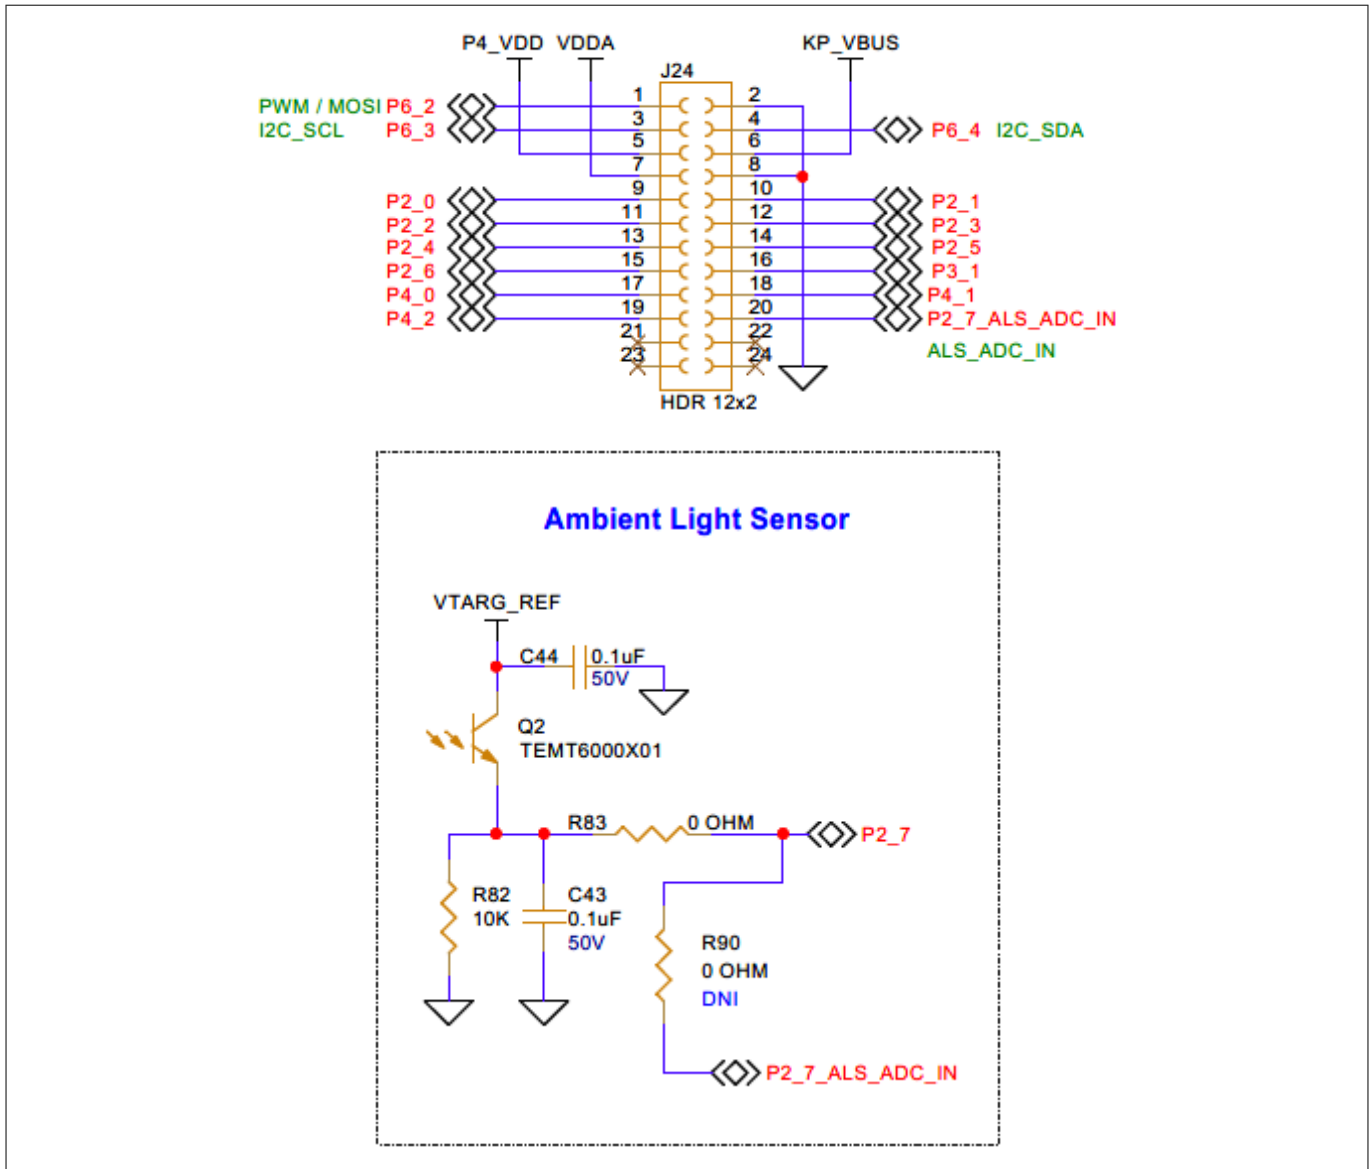 P4_VDD VDDA KP_VBUS
J24
PWM / MOSI P6_2 1 2
I2C_SCL P6_3 3 4 P6_4 I2C_SDA
5 6
7 8
P2_0 9 10 P2_1
P2_2 11 12 P2_3
P2_4 13 14 P2_5
P2_6 15 16 P3_1
P4_0 17 18 P4_1
P4_2 19 20 P2_7_ALS_ADC_IN
21 22 ALS_ADC_IN
23 24
HDR 12x2
Ambient Light Sensor
VTARG_REF
C44 0.1uF
50V
Q2
TEMT6000X01
R83 0 OHM P2_7
R82 C43
10K 0.1uF
50V
R90
0 OHM
DNI
P2_7_ALS_ADC_IN